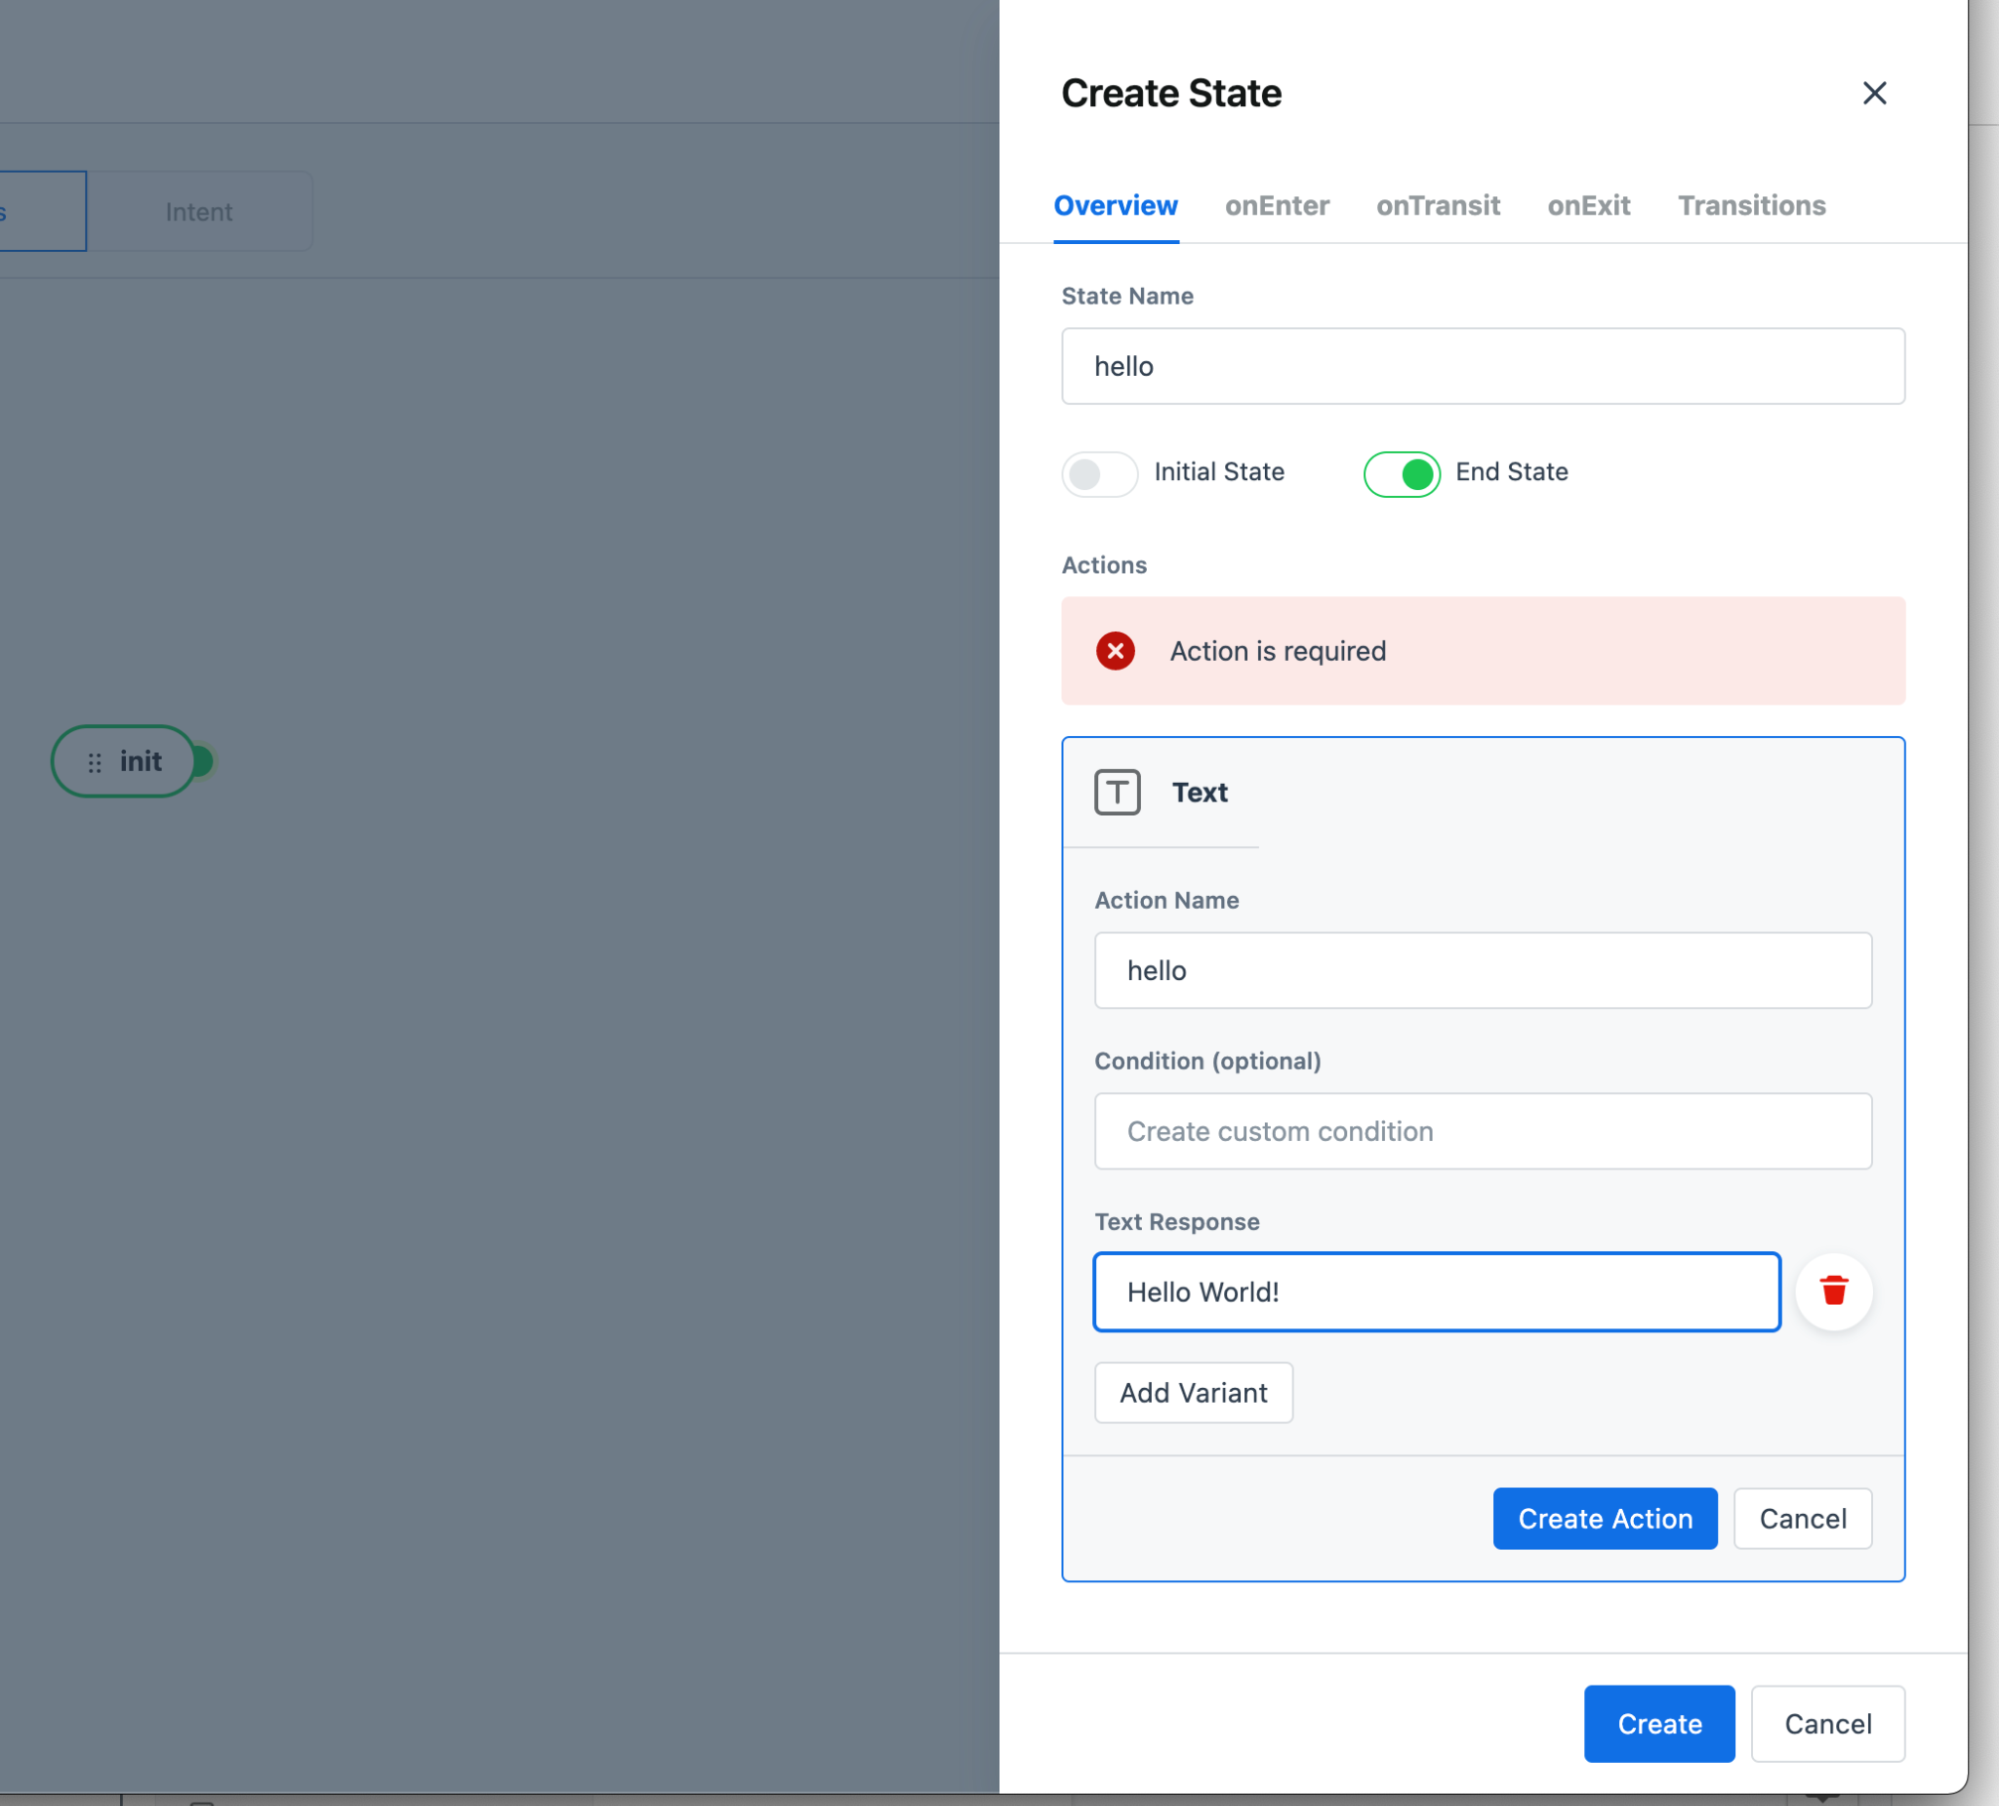 Create State
Overview onEnter onTransit onExit Transitions
s Intent
State Name
hello
Initial State End State
Actions
Action is required
init
T Text
Action Name
hello
Condition (optional)
Create custom condition
Text Response
Hello World!
Add Variant
Create Action Cancel
Create Cancel